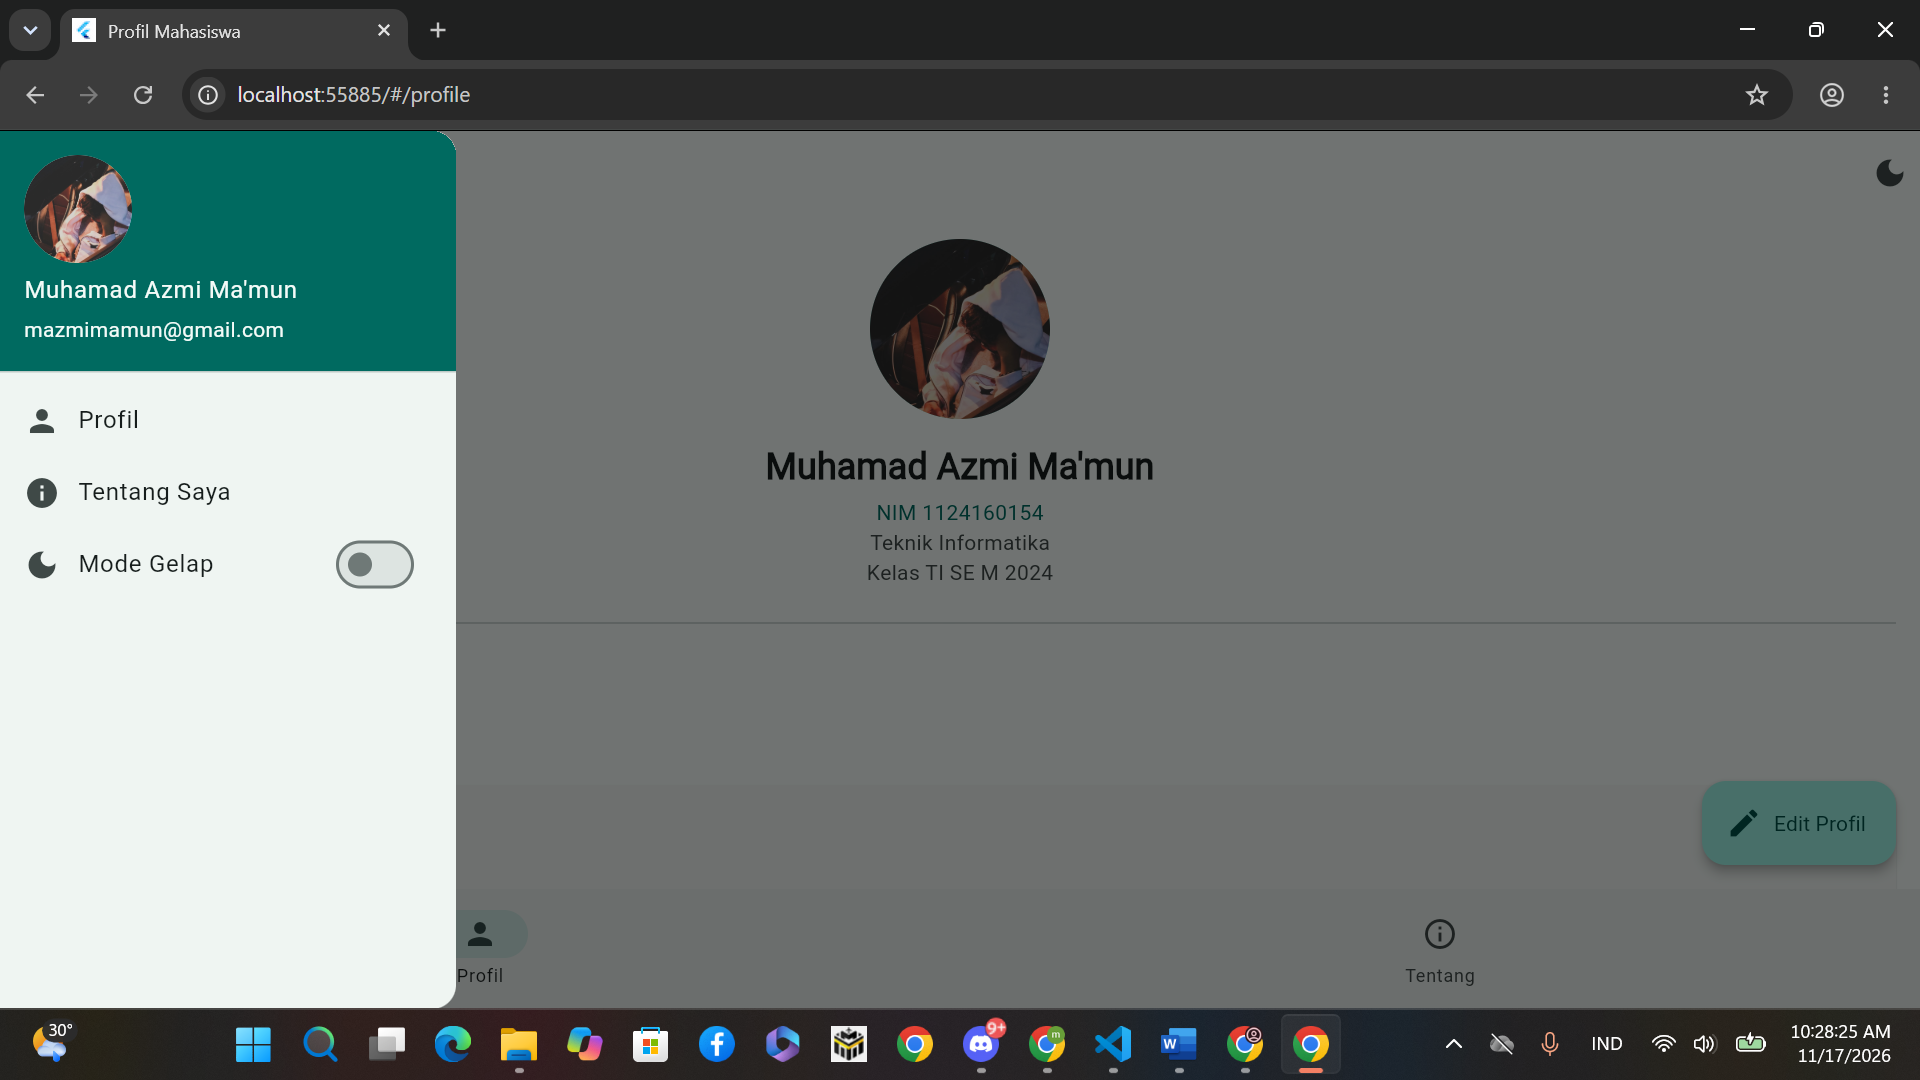 Profil Mahasiswa
localhost:55885/#/profile
Muhamad Azmi Ma'mun
mazmimamun@gmail.com
Profil
Tentang Saya
Mode Gelap
Muhamad Azmi Ma'mun
NIM 1124160154
Teknik Informatika
Kelas TI SE M 2024
Edit Profil
Profil
Tentang
30°
9+
m
W
IND
10:28:25 AM
11/17/2026